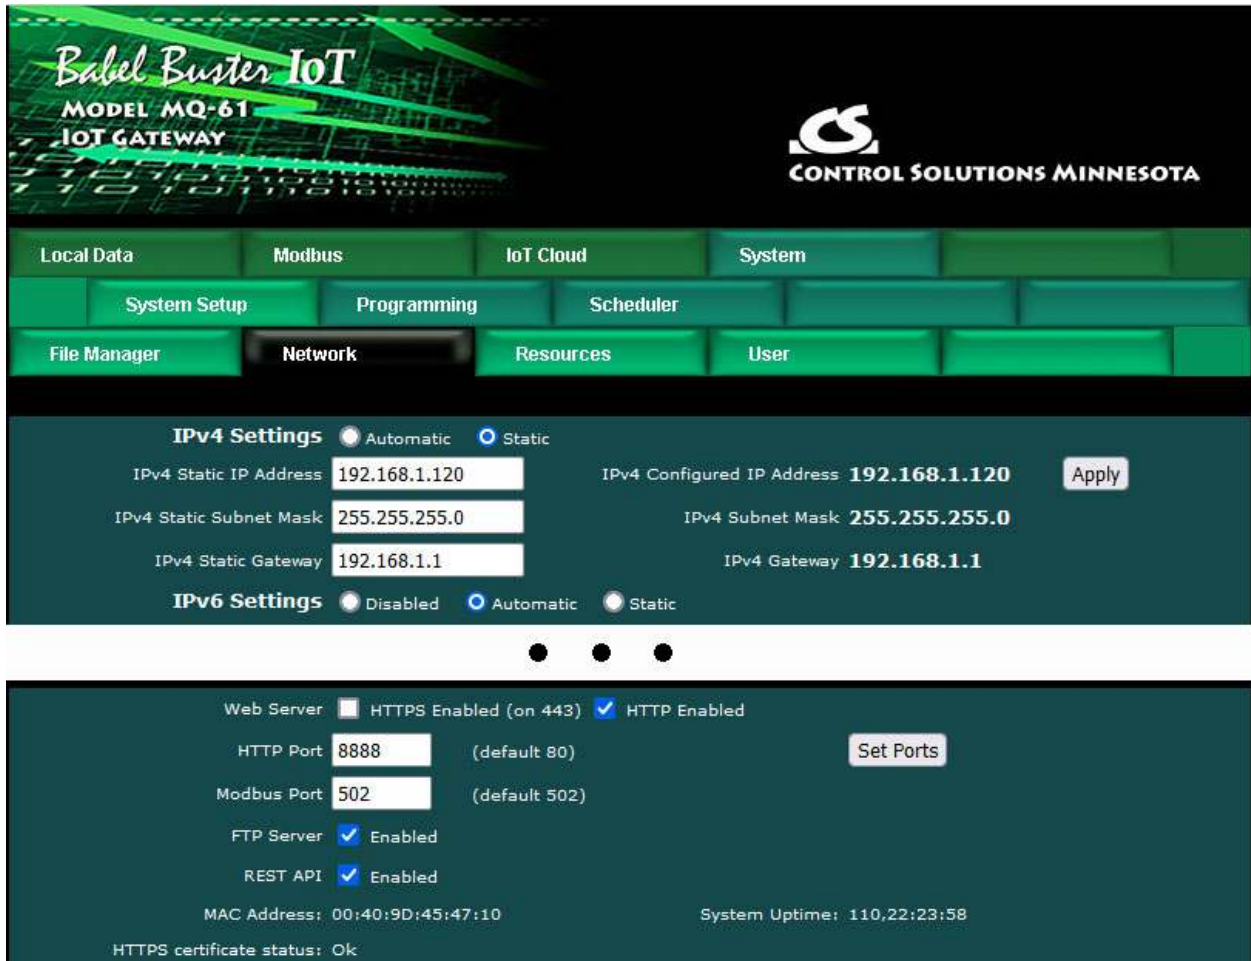 Babel Buster IoT
MODEL MQ-61
IOT GATEWAY
CS
CONTROL SOLUTIONS MINNESOTA
Local Data Modbus IoT Cloud System
System Setup Programming Scheduler
File Manager Network Resources User
IPv4 Settings Automatic Static
IPv4 Static IP Address 192.168.1.120 IPv4 Configured IP Address 192.168.1.120 Apply
IPv4 Static Subnet Mask 255.255.255.0 IPv4 Subnet Mask 255.255.255.0
IPv4 Static Gateway 192.168.1.1 IPv4 Gateway 192.168.1.1
IPv6 Settings Disabled Automatic Static
Web Server HTTPS Enabled (on 443) HTTP Enabled
HTTP Port 8888 (default 80) Set Ports
Modbus Port 502 (default 502)
FTP Server Enabled
REST API Enabled
MAC Address: 00:40:9D:45:47:10 System Uptime: 110,22:23:58
HTTPS certificate status: Ok